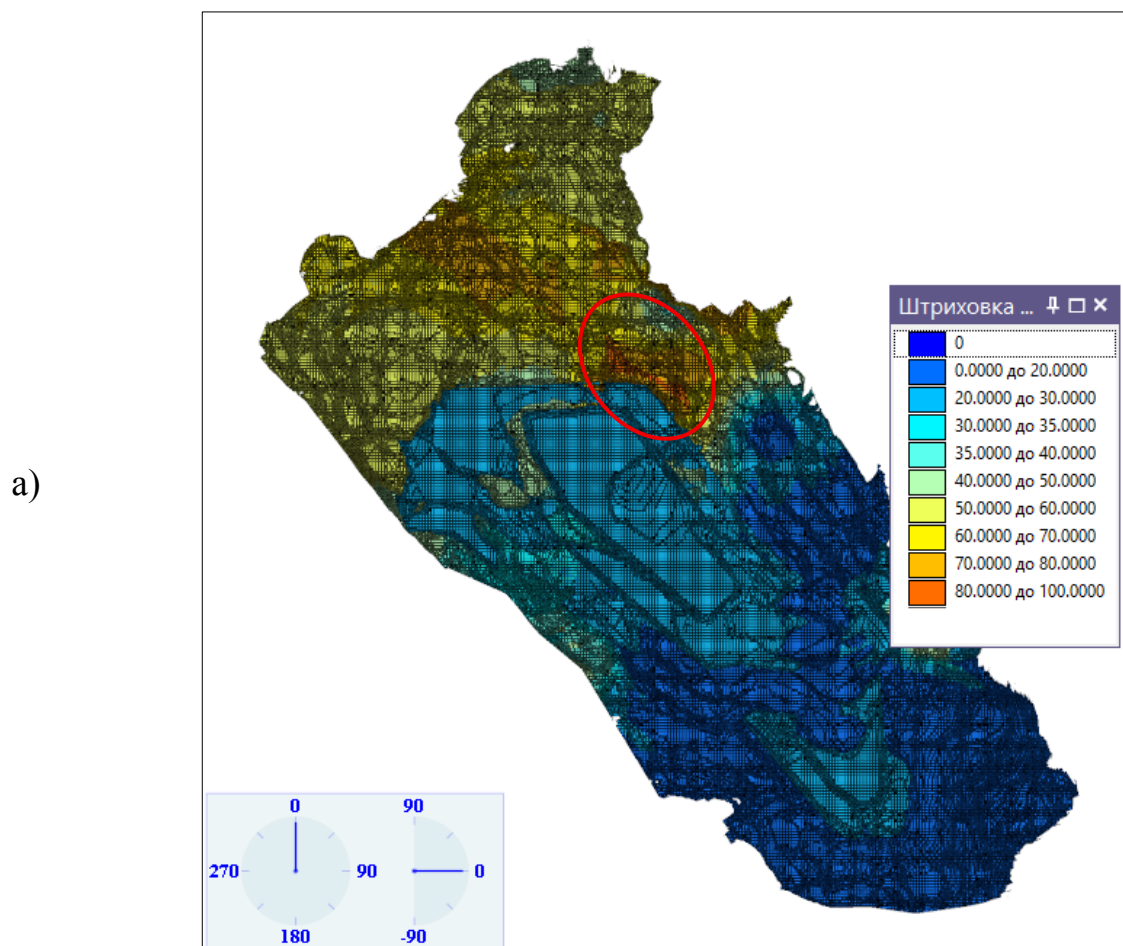 а)
Штриховка ...
0
0.0000 до 20.0000
20.0000 до 30.0000
30.0000 до 35.0000
35.0000 до 40.0000
40.0000 до 50.0000
50.0000 до 60.0000
60.0000 до 70.0000
70.0000 до 80.0000
80.0000 до 100.0000
0 90
270 90 0
180 -90